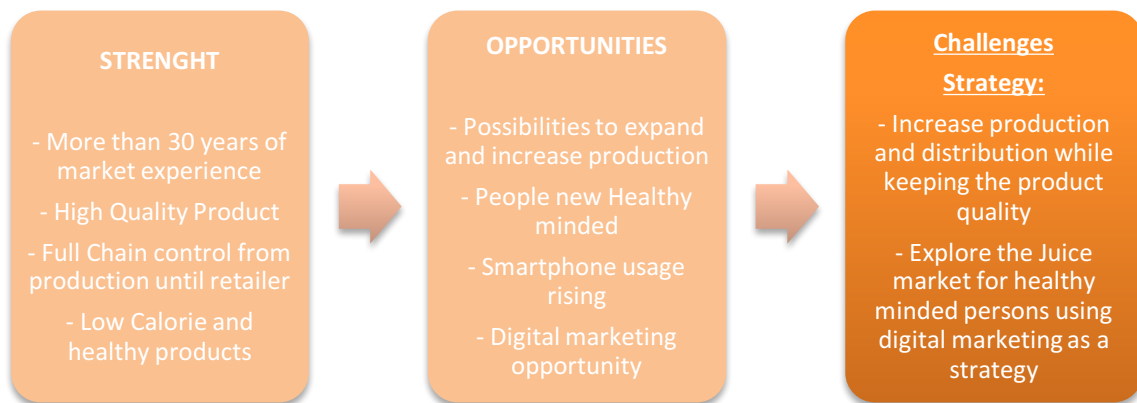 STRENGHT
- More than 30 years of
market experience
- High Quality Product
- Full Chain control from
production until retailer
- Low Calorie and
healthy products
OPPORTUNITIES
- Possibilities to expand
and increase production
- People new Healthy
minded
- Smartphone usage
rising
- Digital marketing
opportunity
Challenges
Strategy:
- Increase production
and distribution while
keeping the product
quality
- Explore the Juice
market for healthy
minded persons using
digital marketing as a
strategy